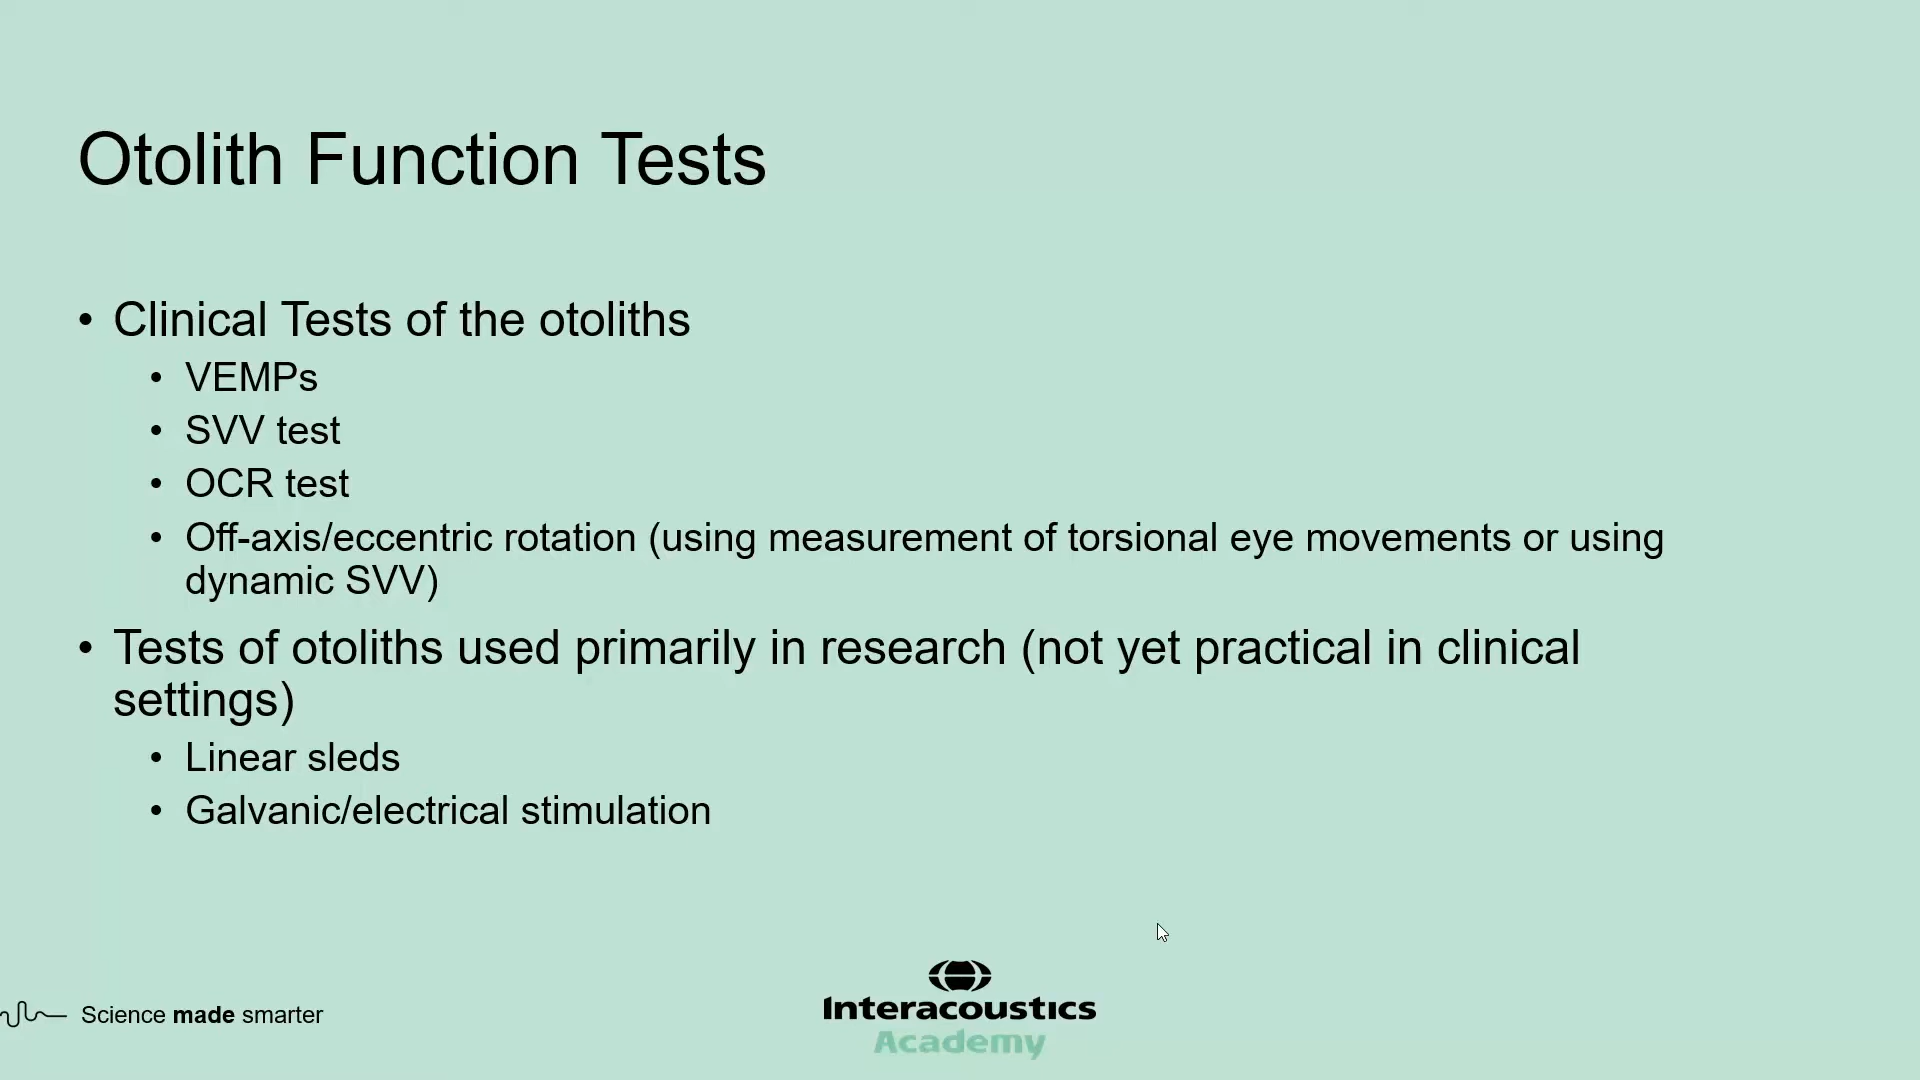 Otolith Function Tests
• Clinical Tests of the otoliths
• VEMPs
• SVV test
• OCR test
• Off-axis/eccentric rotation (using measurement of torsional eye movements or using
dynamic SVV)
• Tests of otoliths used primarily in research (not yet practical in clinical
settings)
• Linear sleds
• Galvanic/electrical stimulation
Science made smarter
Interacoustics
Academy